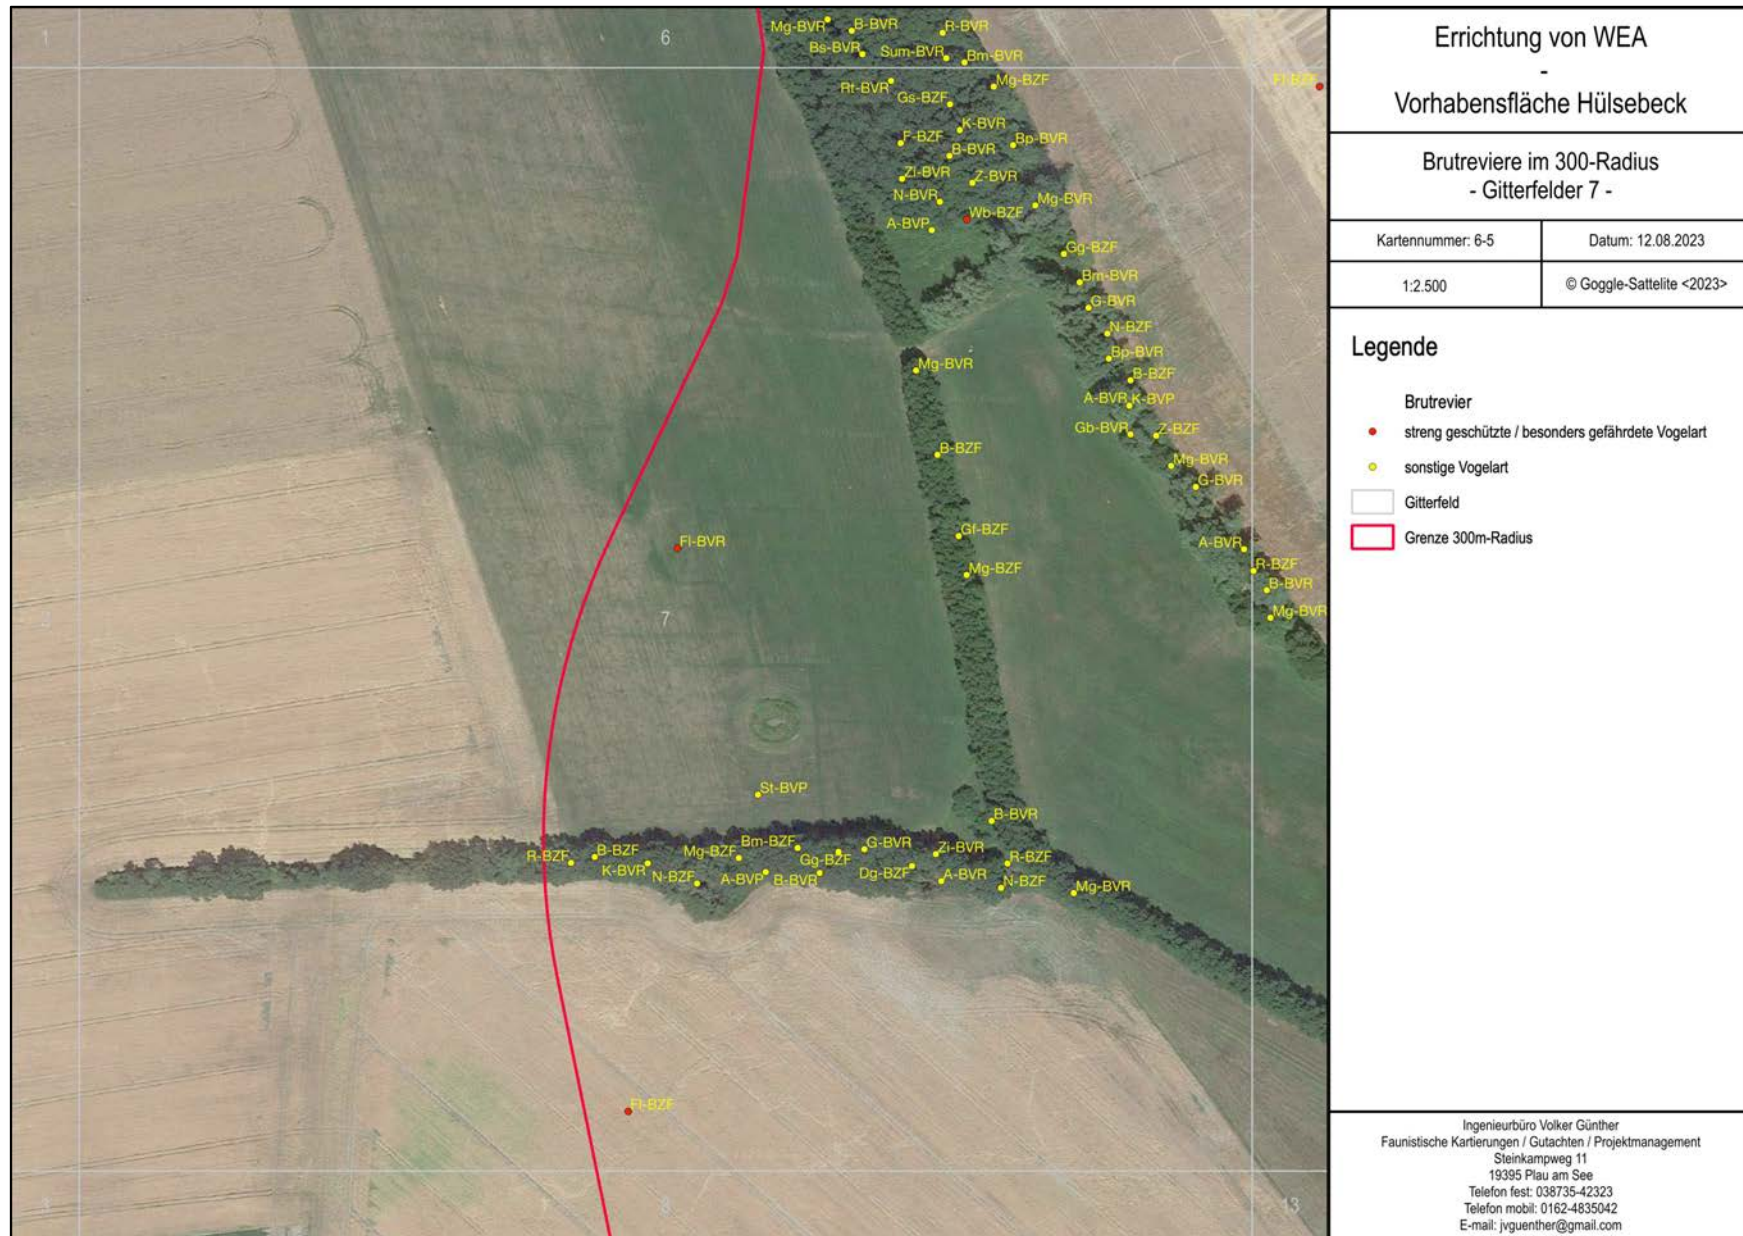 1
6
Mg-BVR
B-BVR
R-BVR
Bs-BVR
Sum-BVR
Bm-BVR
Fl-BZF
Rt-BVR
Mg-BZF
Gs-BZF
K-BVR
F-BZF
B-BVR
Bp-BVR
Zl-BVR
Z-BVR
N-BVR
Wb-BZF
Mg-BVR
A-BVP
Gg-BZF
Bm-BVR
G-BVR
N-BZF
Bp-BVR
Mg-BVR
B-BZF
A-BVR
K-BVP
Gb-BVR
Z-BZF
B-BZF
Mg-BVR
G-BVR
Gf-BZF
Fl-BVR
A-BVR
Mg-BZF
R-BZF
B-BVR
Mg-BVR
2
7
St-BVP
B-BVR
R-BZF
B-BZF
K-BVR
N-BZF
Mg-BZF
Bm-BZF
A-BVP
B-BVR
Gg-BZF
G-BVR
Dg-BZF
Zi-BVR
A-BVR
R-BZF
N-BZF
Mg-BVR
Fl-BZF
3
8
13
Errichtung von WEA
-
Vorhabensfläche Hülsebeck
Brutreviere im 300-Radius
- Gitterfelder 7 -
Kartennummer: 6-5
Datum: 12.08.2023
1:2.500
© Goggle-Sattelite <2023>
Legende
Brutrevier
streng geschützte / besonders gefährdete Vogelart
sonstige Vogelart
Gitterfeld
Grenze 300m-Radius
Ingenieurbüro Volker Günther
Faunistische Kartierungen / Gutachten / Projektmanagement
Steinkampweg 11
19395 Plau am See
Telefon fest: 038735-42323
Telefon mobil: 0162-4835042
E-mail: jvguenther@gmail.com